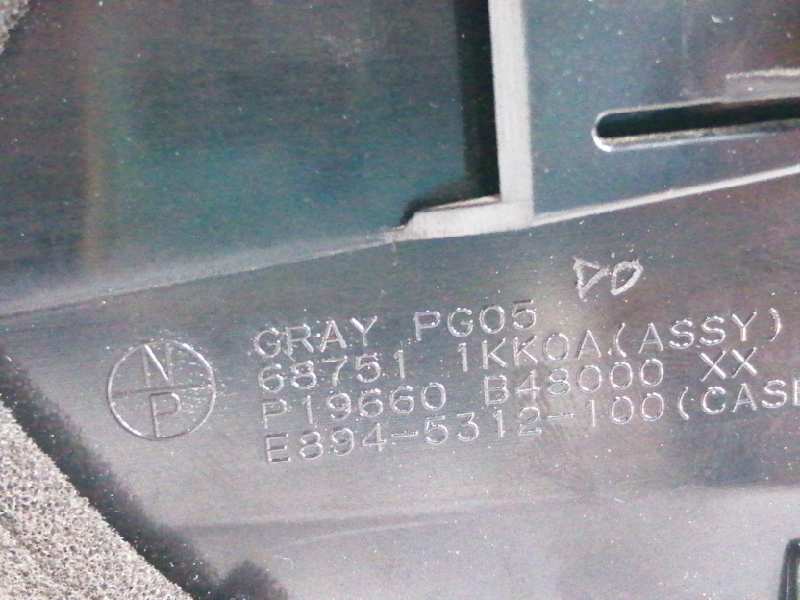 DO
N
P
GRAY PG05
68751 1KK0A(ASSY)
P19660 B48000 XX
E894-5312-100(CASE